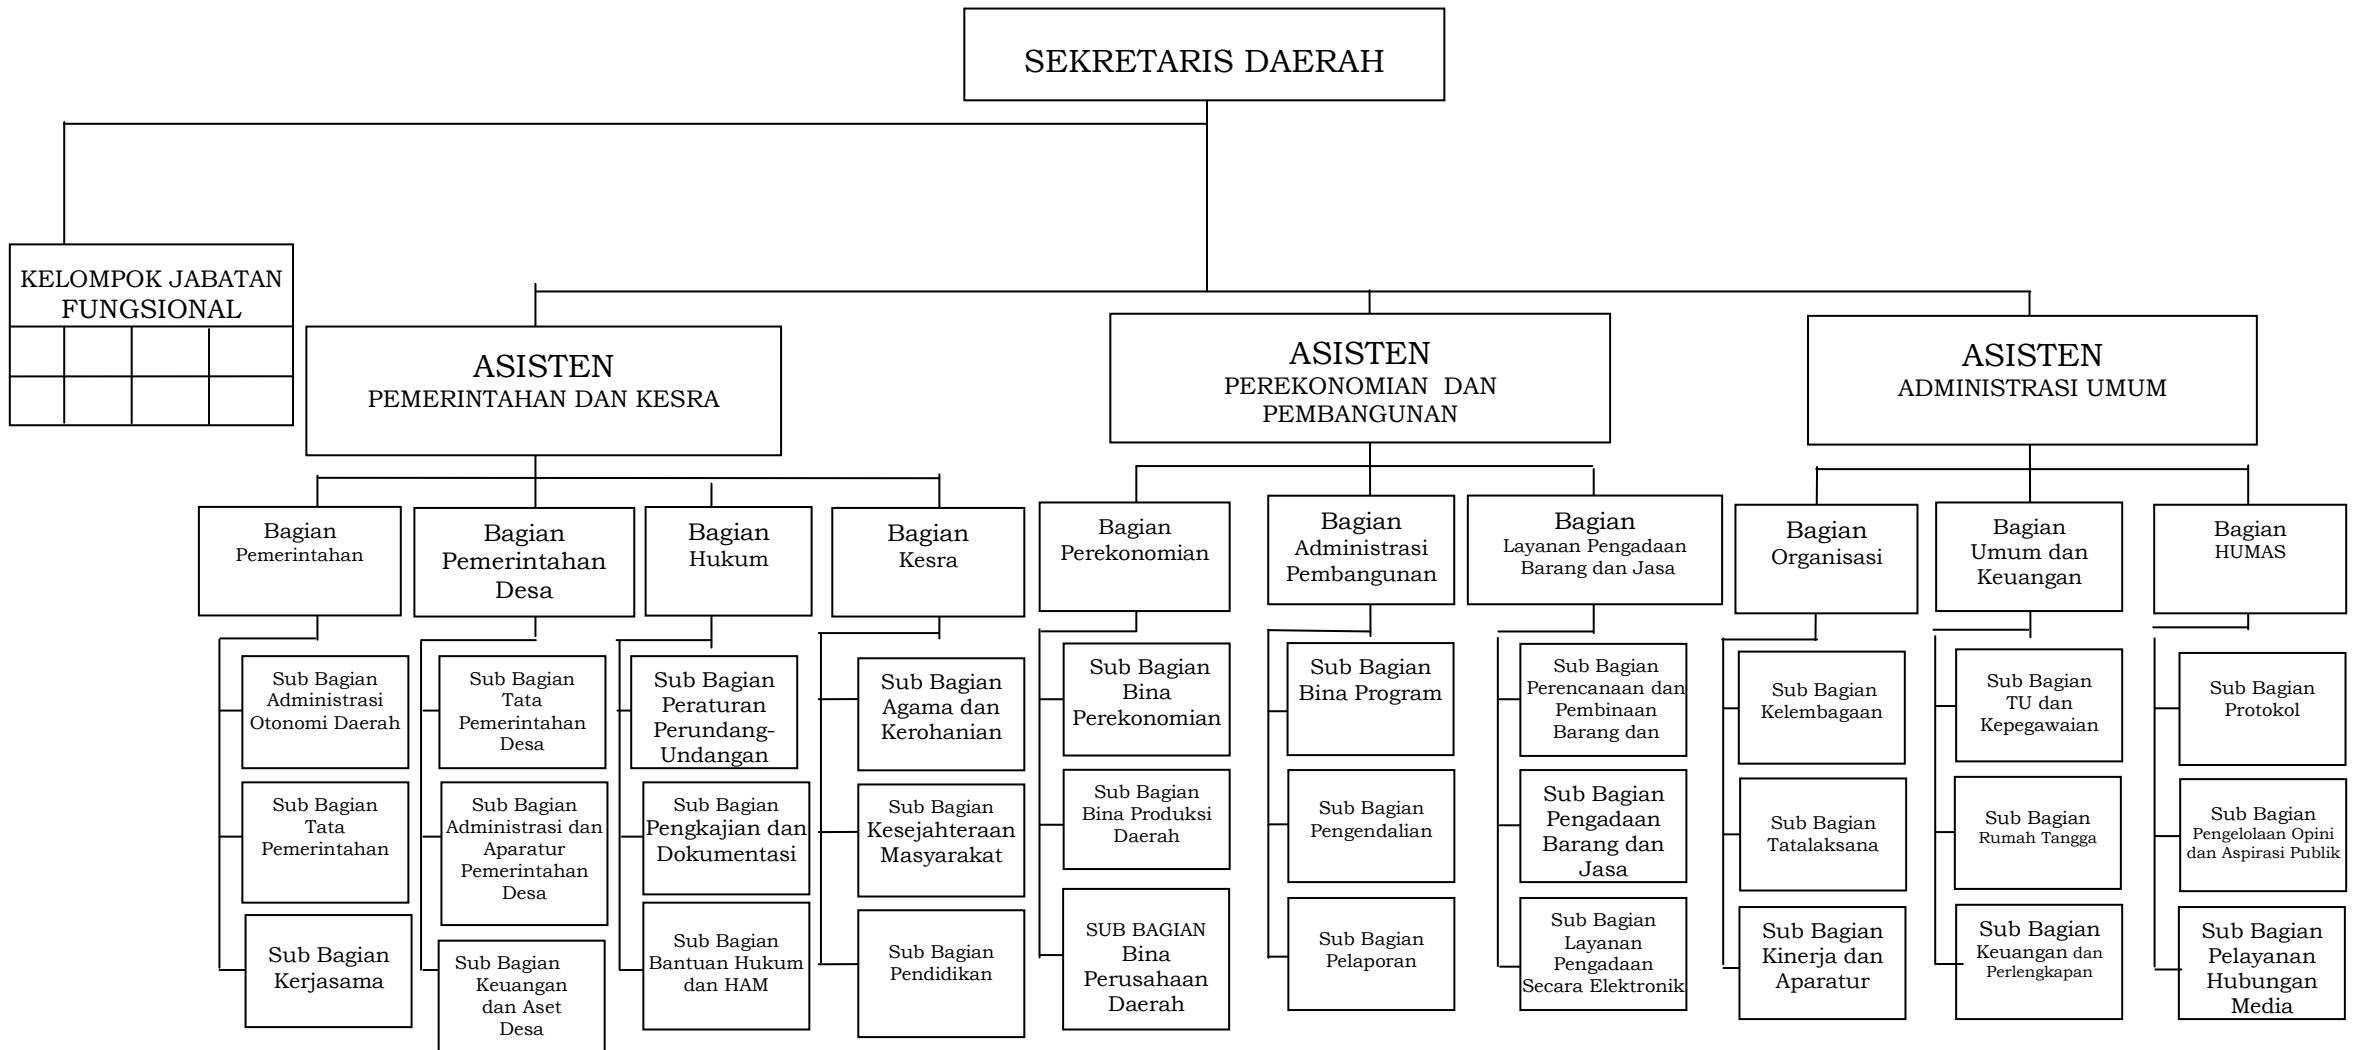 SEKRETARIS DAERAH
KELOMPOK JABATAN
FUNGSIONAL
ASISTEN
PEMERINTAHAN DAN KESRA
ASISTEN
PEREKONOMIAN DAN
PEMBANGUNAN
ASISTEN
ADMINISTRASI UMUM
Bagian
Pemerintahan
Bagian
Pemerintahan
Desa
Bagian
Hukum
Bagian
Kesra
Bagian
Perekonomian
Bagian
Administrasi
Pembangunan
Bagian
Layanan Pengadaan
Barang dan Jasa
Bagian
Organisasi
Bagian
Umum dan
Keuangan
Bagian
HUMAS
Sub Bagian
Administrasi
Otonomi Daerah
Sub Bagian
Tata
Pemerintahan
Desa
Sub Bagian
Peraturan
Perundang-
Undangan
Sub Bagian
Agama dan
Kerohanian
Sub Bagian
Bina
Perekonomian
Sub Bagian
Bina Program
Sub Bagian
Perencanaan dan
Pembinaan
Barang dan
Sub Bagian
Kelembagaan
Sub Bagian
TU dan
Kepegawaian
Sub Bagian
Protokol
Sub Bagian
Tata
Pemerintahan
Sub Bagian
Administrasi dan
Aparatur
Pemerintahan
Desa
Sub Bagian
Pengkajian dan
Dokumentasi
Sub Bagian
Kesejahteraan
Masyarakat
Sub Bagian
Bina Produksi
Daerah
Sub Bagian
Pengendalian
Sub Bagian
Pengadaan
Barang dan
Jasa
Sub Bagian
Tatalaksana
Sub Bagian
Rumah Tangga
Sub Bagian
Pengelolaan Opini
dan Aspirasi Publik
Sub Bagian
Kerjasama
Sub Bagian
Keuangan
dan Aset
Desa
Sub Bagian
Bantuan Hukum
dan HAM
Sub Bagian
Pendidikan
SUB BAGIAN
Bina
Perusahaan
Daerah
Sub Bagian
Pelaporan
Sub Bagian
Layanan
Pengadaan
Secara Elektronik
Sub Bagian
Kinerja dan
Aparatur
Sub Bagian
Keuangan dan
Perlengkapan
Sub Bagian
Pelayanan
Hubungan
Media